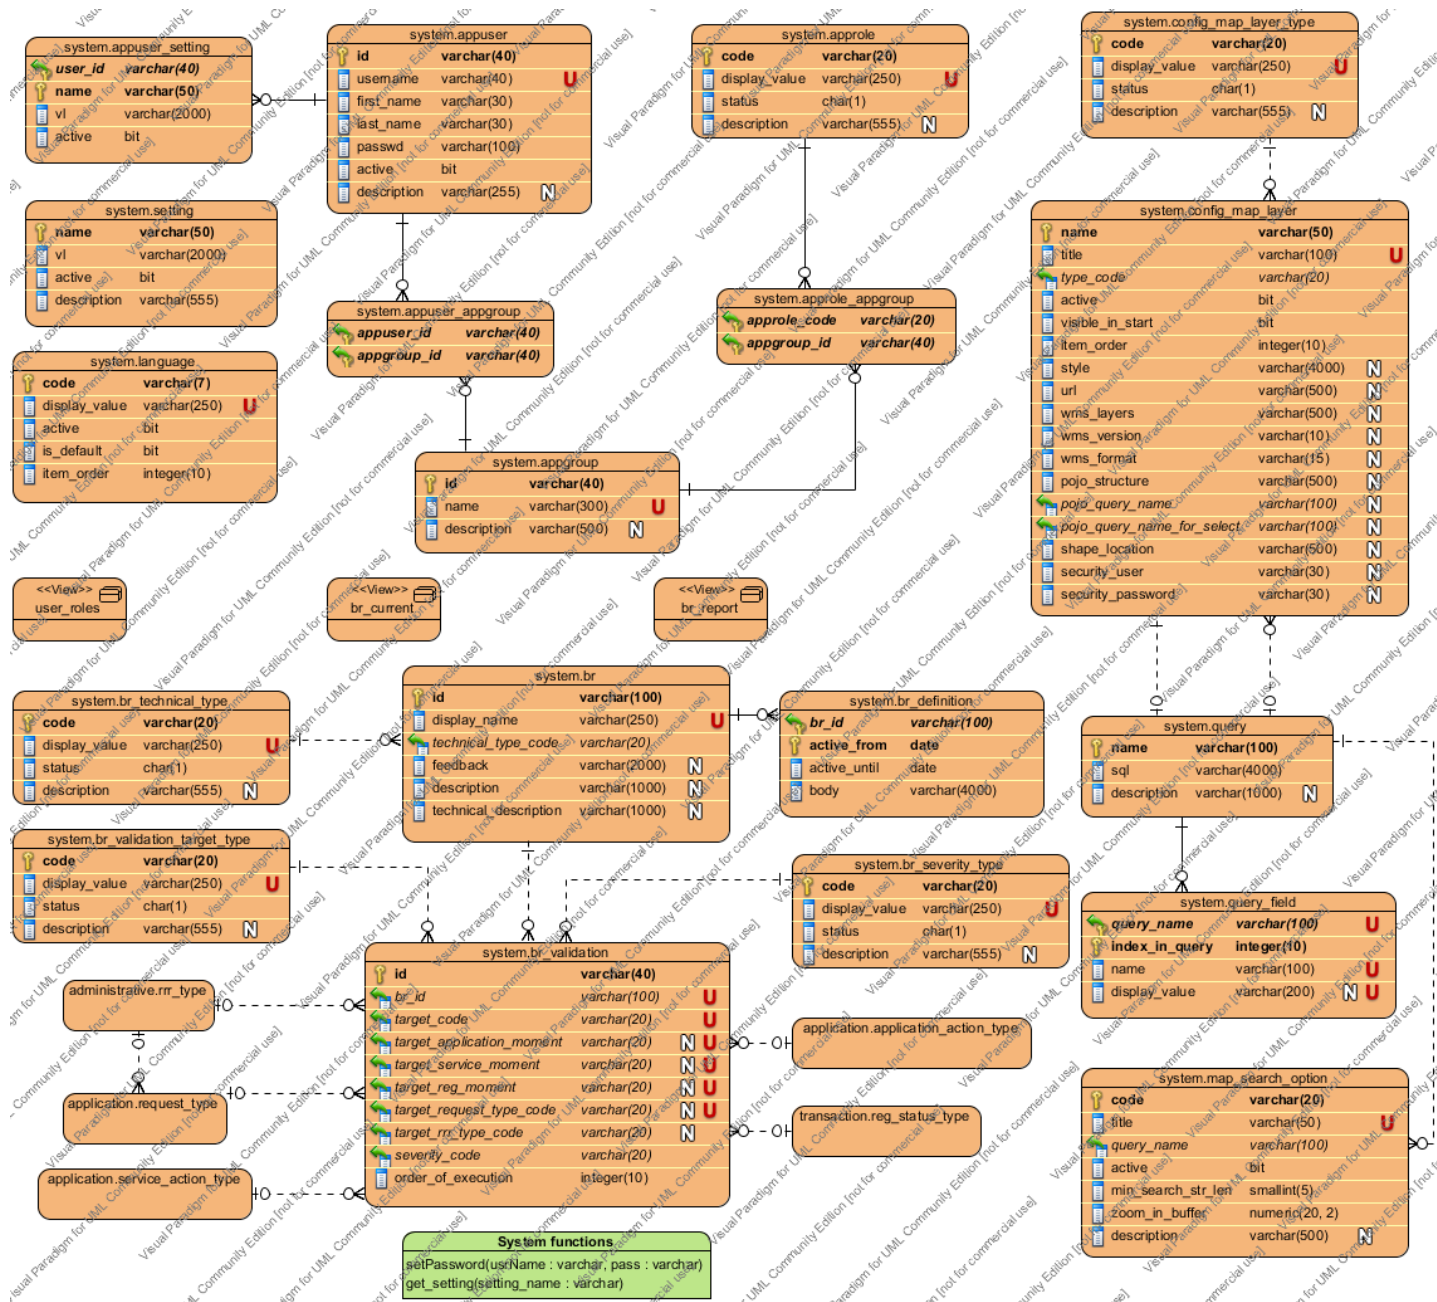 system.appuser_setting
user_id varchar(40)
name varchar(50)
vl varchar(2000)
active bit
system.appuser
id varchar(40)
username varchar(40) U
first_name varchar(30)
last_name varchar(30)
passwd varchar(100)
active bit
description varchar(255) N
system.approle
code varchar(20)
display_value varchar(250) U
status char(1)
description varchar(555) N
system.config_map_layer_type
code varchar(20)
display_value varchar(250) U
status char(1)
description varchar(555) N
system.setting
name varchar(50)
vl varchar(2000)
active bit
description varchar(555)
system.config_map_layer
name varchar(50)
title varchar(100) U
type_code varchar(20)
active bit
visible_in_start bit
item_order integer(10)
style varchar(4000) N
url varchar(500) N
wms_layers varchar(500) N
wms_version varchar(10) N
wms_format varchar(15) N
pojo_structure varchar(500) N
pojo_query_name varchar(100) N
pojo_query_name_for_select varchar(100) N
shape_location varchar(500) N
security_user varchar(30) N
security_password varchar(30) N
system.appuser_appgroup
appuser_id varchar(40)
appgroup_id varchar(40)
system.approle_appgroup
approle_code varchar(20)
appgroup_id varchar(40)
system.language
code varchar(7)
display_value varchar(250) U
active bit
is_default bit
item_order integer(10)
system.appgroup
id varchar(40)
name varchar(300) U
description varchar(500) N
<<View>>
user_roles
<<View>>
br_current
<<View>>
br_report
system.br_technical_type
code varchar(20)
display_value varchar(250) U
status char(1)
description varchar(555) N
system.br
id varchar(100)
display_name varchar(250) U
technical_type_code varchar(20)
feedback varchar(2000) N
description varchar(1000) N
technical_description varchar(1000) N
system.br_definition
br_id varchar(100)
active_from date
active_until date
body varchar(4000)
system.query
name varchar(100)
sql varchar(4000)
description varchar(1000) N
system.br_validation_target_type
code varchar(20)
display_value varchar(250) U
status char(1)
description varchar(555) N
system.br_severity_type
code varchar(20)
display_value varchar(250) U
status char(1)
description varchar(555) N
system.query_field
query_name varchar(100) U
index_in_query integer(10)
name varchar(100) U
display_value varchar(200) N U
system.br_validation
id varchar(40)
br_id varchar(100) U
target_code varchar(20) U
target_application_moment varchar(20) N U
target_service_moment varchar(20) N U
target_reg_moment varchar(20) N U
target_request_type_code varchar(20) N U
target_rrr_type_code varchar(20) N
severity_code varchar(20)
order_of_execution integer(10)
administrative.rrr_type
application.request_type
application.service_action_type
application.application_action_type
transaction.reg_status_type
system.map_search_option
code varchar(20)
title varchar(50) U
query_name varchar(100)
active bit
min_search_str_len smallint(5)
zoom_in_buffer numeric(20, 2)
description varchar(500) N
System functions
setPassword(usrName : varchar, pass : varchar)
get_setting(setting_name : varchar)
Visual Paradigm for UML Community Edition [not for commercial use]